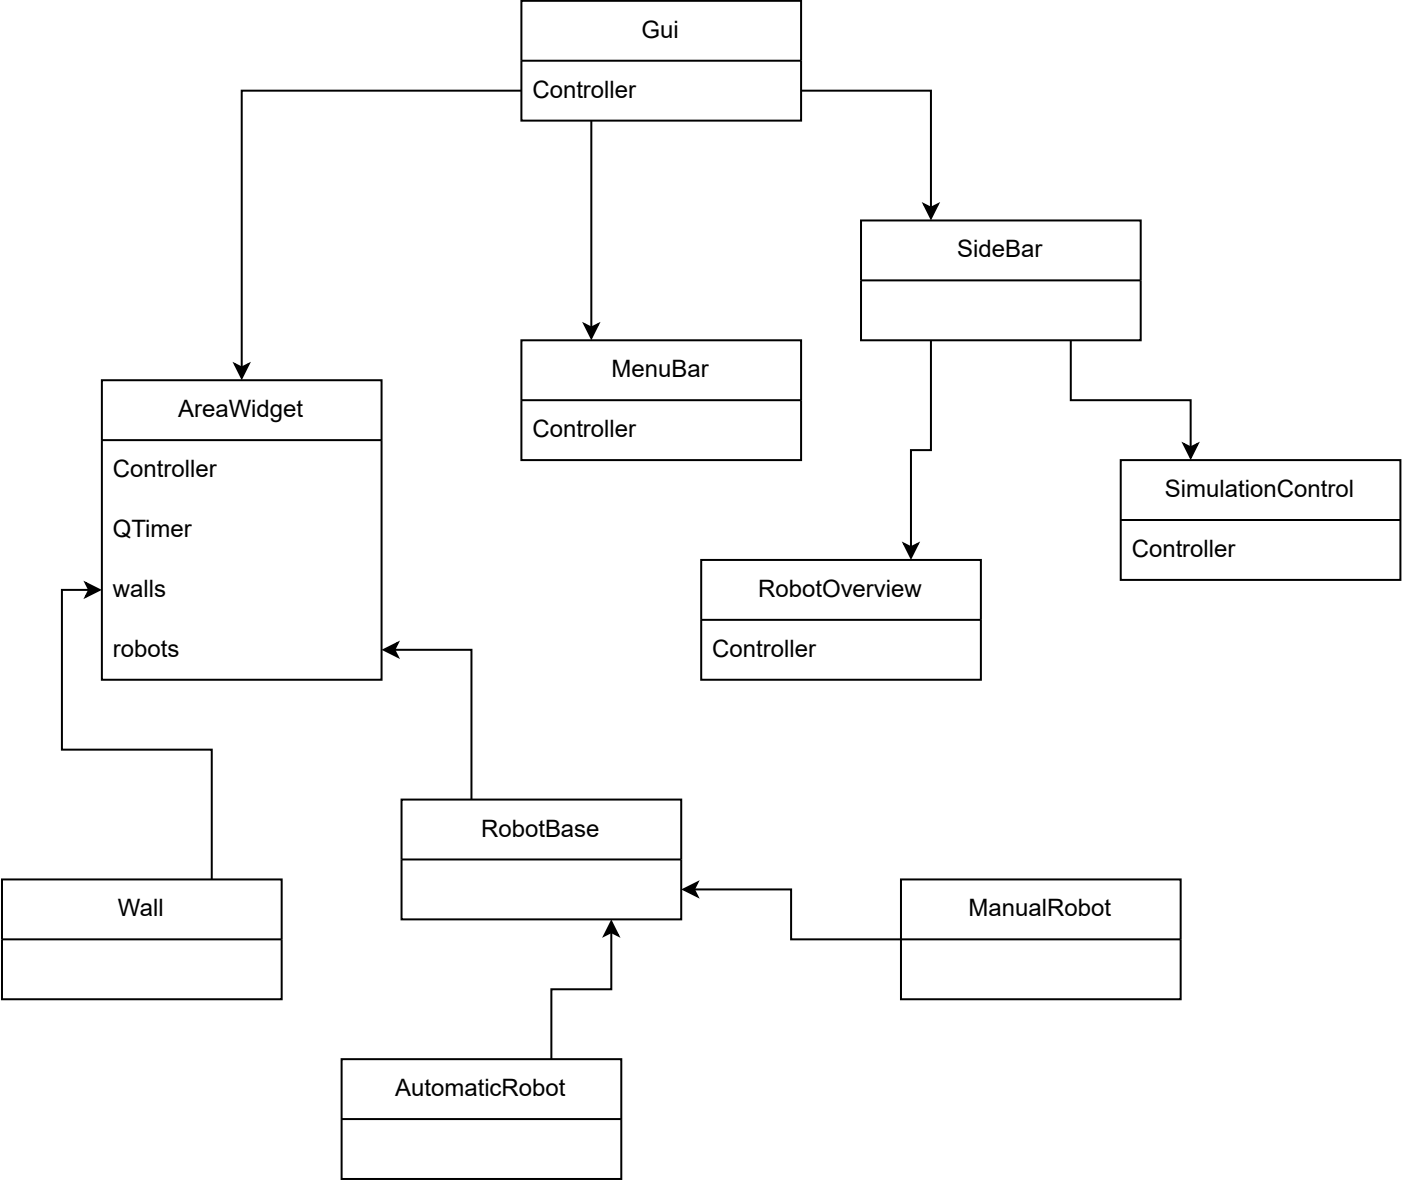 Gui
Controller
SideBar
MenuBar
Controller
AreaWidget
Controller
QTimer
walls
robots
SimulationControl
Controller
RobotOverview
Controller
RobotBase
Wall
ManualRobot
AutomaticRobot